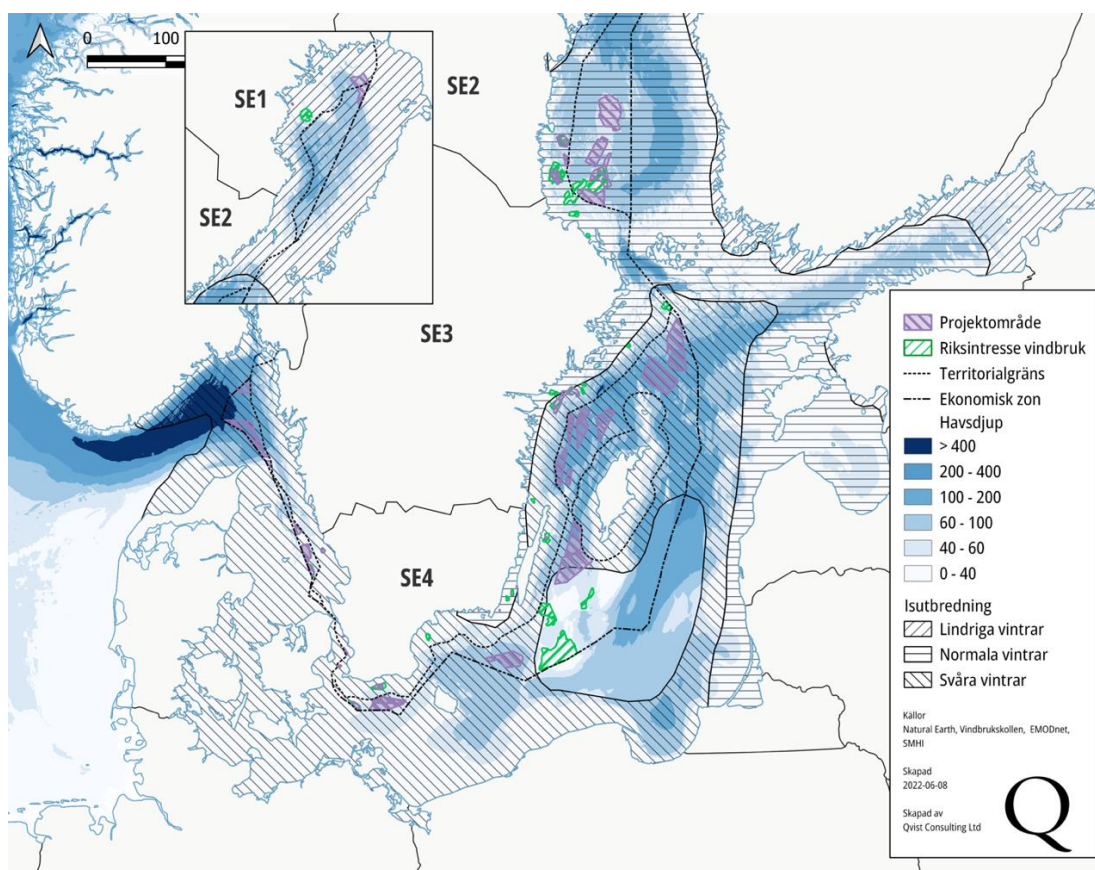 0 100
SE1
SE2
SE2
SE3
SE4
Projektområde
Riksintresse vindbruk
Territorialgräns
Ekonomisk zon
Havsdjup
> 400
200 - 400
100 - 200
60 - 100
40 - 60
0 - 40
Isutbredning
Lindriga vintrar
Normala vintrar
Svåra vintrar
Källor
Natural Earth, Vindbrukskollen, EMODnet,
SMHI
Skapad
2022-06-08
Skapad av
Qvist Consulting Ltd
Q